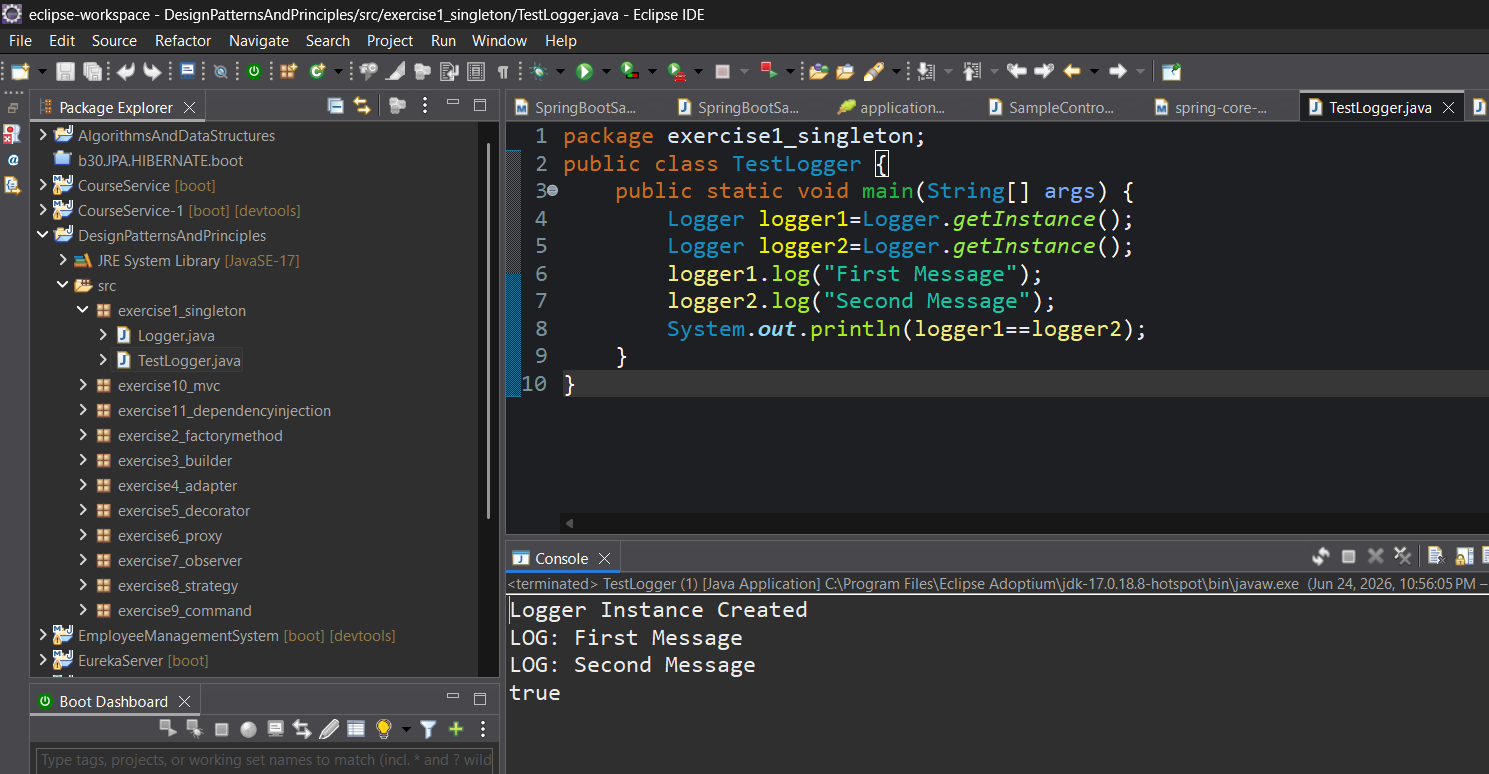 eclipse-workspace - DesignPatternsAndPrinciples/src/exercise1_singleton/TestLogger.java - Eclipse IDE
File Edit Source Refactor Navigate Search Project Run Window Help
Package Explorer
AlgorithmsAndDataStructures
b30.JPA.HIBERNATE.boot
CourseService [boot]
CourseService-1 [boot] [devtools]
DesignPatternsAndPrinciples
JRE System Library [JavaSE-17]
src
exercise1_singleton
Logger.java
TestLogger.java
exercise10_mvc
exercise11_dependencyinjection
exercise2_factorymethod
exercise3_builder
exercise4_adapter
exercise5_decorator
exercise6_proxy
exercise7_observer
exercise8_strategy
exercise9_command
EmployeeManagementSystem [boot] [devtools]
EurekaServer [boot]
Boot Dashboard
Type tags, projects, or working set names to match (incl. * and ? wild
SpringBootSa... SpringBootSa... application... SampleContro... spring-core-... TestLogger.java
1 package exercise1_singleton;
2 public class TestLogger {
3 public static void main(String[] args) {
4 Logger logger1=Logger.getInstance();
5 Logger logger2=Logger.getInstance();
6 logger1.log("First Message");
7 logger2.log("Second Message");
8 System.out.println(logger1==logger2);
9 }
10 }
Console
<terminated> TestLogger (1) [Java Application] C:\Program Files\Eclipse Adoptium\jdk-17.0.18.8-hotspot\bin\javaw.exe (Jun 24, 2026, 10:56:05 PM –
Logger Instance Created
LOG: First Message
LOG: Second Message
true